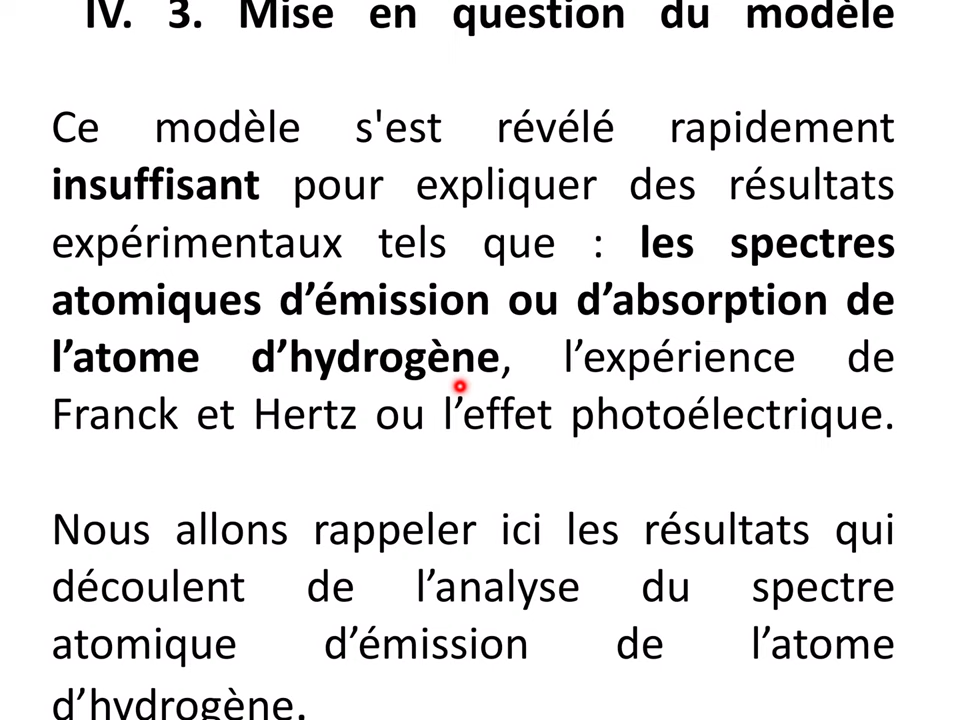 IV. 3. Mise en question du modèle
Ce modèle s'est révélé rapidement
insuffisant pour expliquer des résultats
expérimentaux tels que : les spectres
atomiques d’émission ou d’absorption de
l’atome d’hydrogène, l’expérience de
Franck et Hertz ou l’effet photoélectrique.
Nous allons rappeler ici les résultats qui
découlent de l’analyse du spectre
atomique d’émission de l’atome
d’hydrogène.